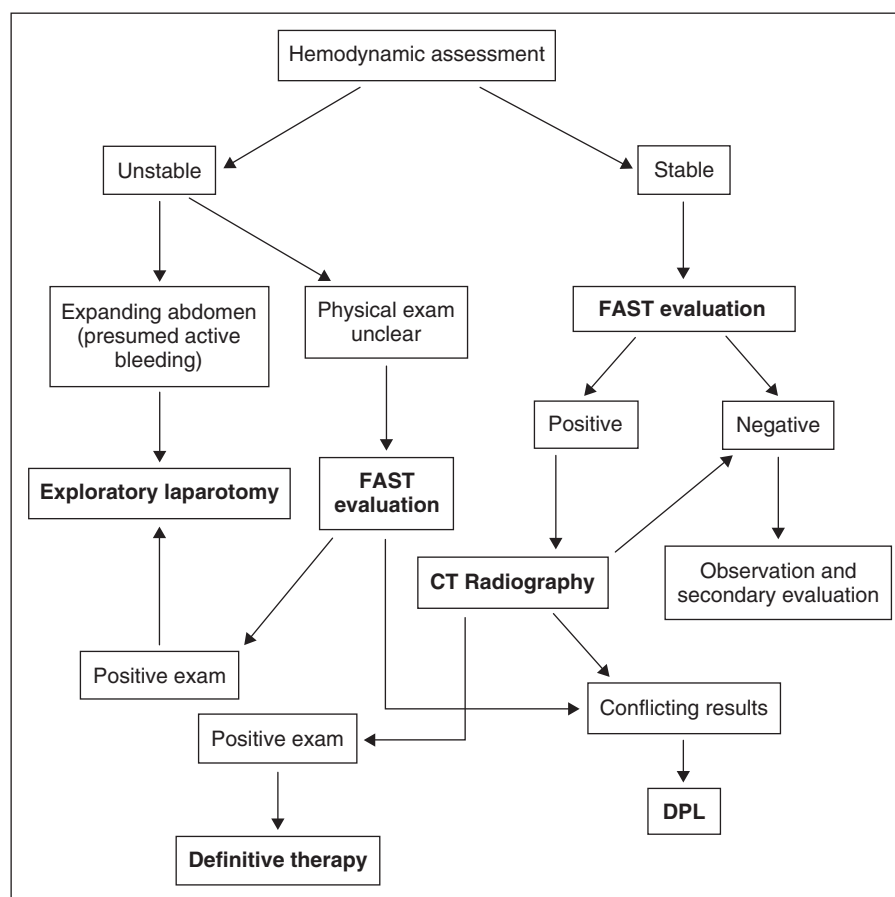 Hemodynamic assessment
Unstable
Stable
Expanding abdomen
(presumed active
bleeding)
Physical exam
unclear
FAST evaluation
Positive
Negative
Exploratory laparotomy
FAST
evaluation
CT Radiography
Observation and
secondary evaluation
Positive exam
Conflicting results
Positive exam
DPL
Definitive therapy